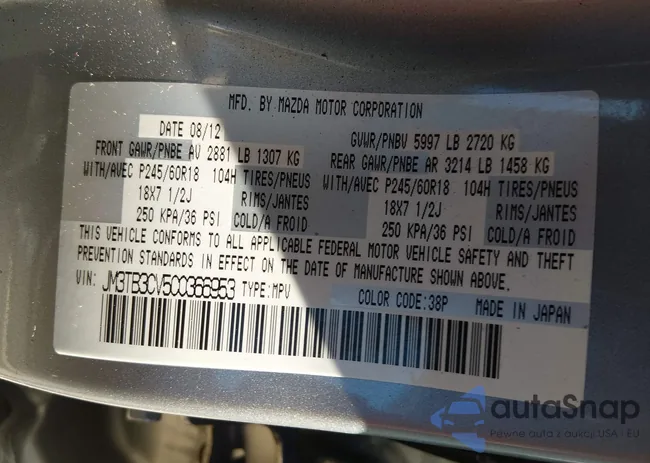 MFD. BY MAZDA MOTOR CORPORATION
DATE 08/12 GVWR/PNBV 5997 LB 2720 KG
FRONT GAWR/PNBE AV 2881 LB 1307 KG REAR GAWR/PNBE AR 3214 LB 1458 KG
WITH/AVEC P245/60R18 104H TIRES/PNEUS WITH/AVEC P245/60R18 104H TIRES/PNEUS
18X7 1/2J RIMS/JANTES 18X7 1/2J RIMS/JANTES
250 KPA/36 PSI COLD/A FROID 250 KPA/36 PSI COLD/A FROID
THIS VEHICLE CONFORMS TO ALL APPLICABLE FEDERAL MOTOR VEHICLE SAFETY AND THEFT
PREVENTION STANDARDS IN EFFECT ON THE DATE OF MANUFACTURE SHOWN ABOVE.
VIN: JM3TB3CV5C0366953 TYPE:MPV COLOR CODE:38P MADE IN JAPAN
autaSnap
Pewne auta z aukcji USA - EU